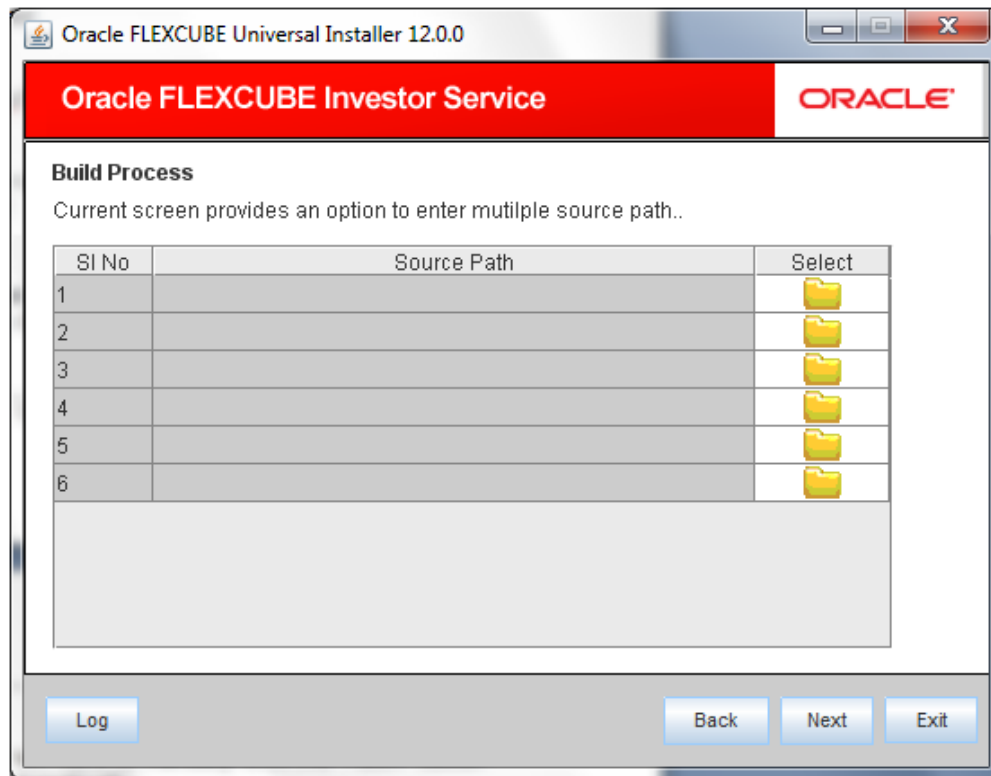 Oracle FLEXCUBE Universal Installer 12.0.0
Oracle FLEXCUBE Investor Service
ORACLE
Build Process
Current screen provides an option to enter mutilple source path..
Sl No Source Path Select
1
2
3
4
5
6
Log Back Next Exit